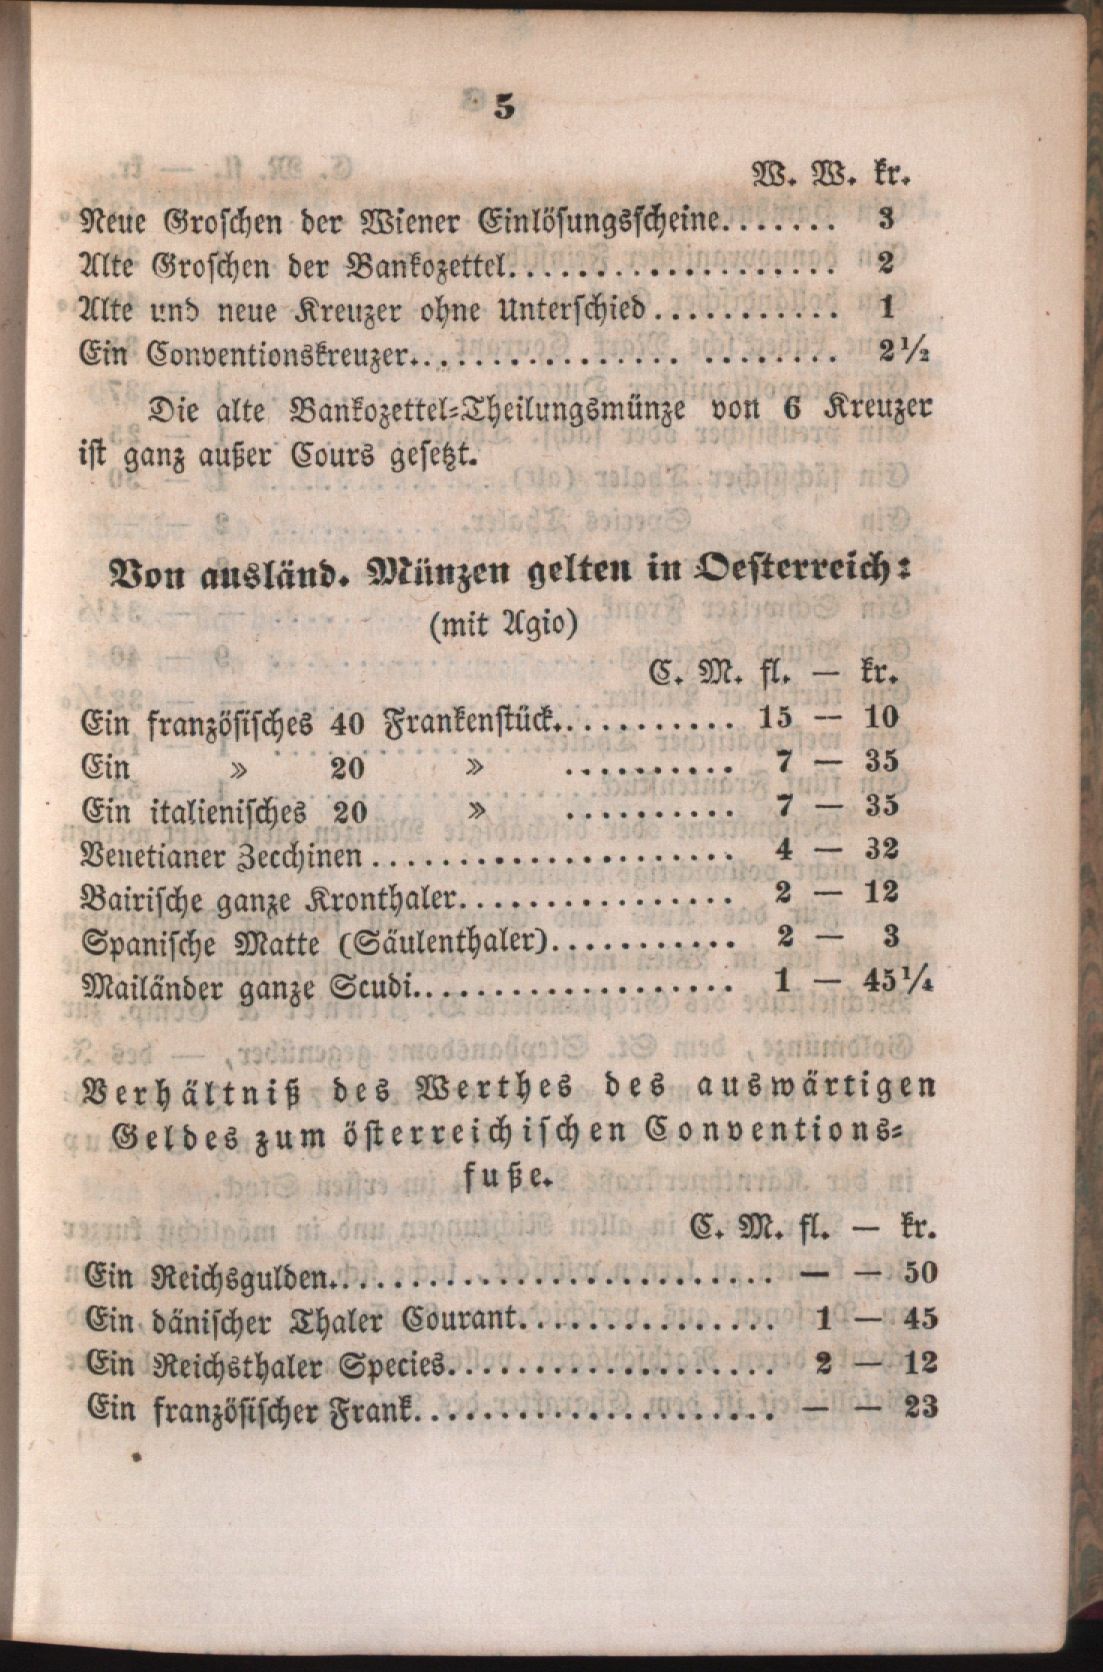 5
W. W. kr.
Neue Groschen der Wiener Einlösungsscheine....... 3
Alte Groschen der Bankozettel................... 2
Alte und neue Kreuzer ohne Unterschied........... 1
Ein Conventionskreuzer................ ........ 2½
Die alte Bankozettel=Theilungsmünze von 6 Kreuzer
ist ganz außer Cours gesetzt.
Von ausländ. Münzen gelten in Oesterreich:
(mit Agio)
C. M. fl. — kr.
Ein französisches 40 Frankenstück........... 15 — 10
Ein » 20 » .......... 7 — 35
Ein italienisches 20 » .......... 7 — 35
Venetianer Zecchinen...................... 4 — 32
Bairische ganze Kronthaler................. 2 — 12
Spanische Matte (Säulenthaler)............ 2 — 3
Mailänder ganze Scudi.................... 1 — 45¼
Verhältniß des Werthes des auswärtigen
Geldes zum österreichischen Conventions=
fuße.
C. M. fl. — kr.
Ein Reichsgulden........................... — — 50
Ein dänischer Thaler Courant................ 1 — 45
Ein Reichsthaler Species.................... 2 — 12
Ein französischer Frank...................... — — 23